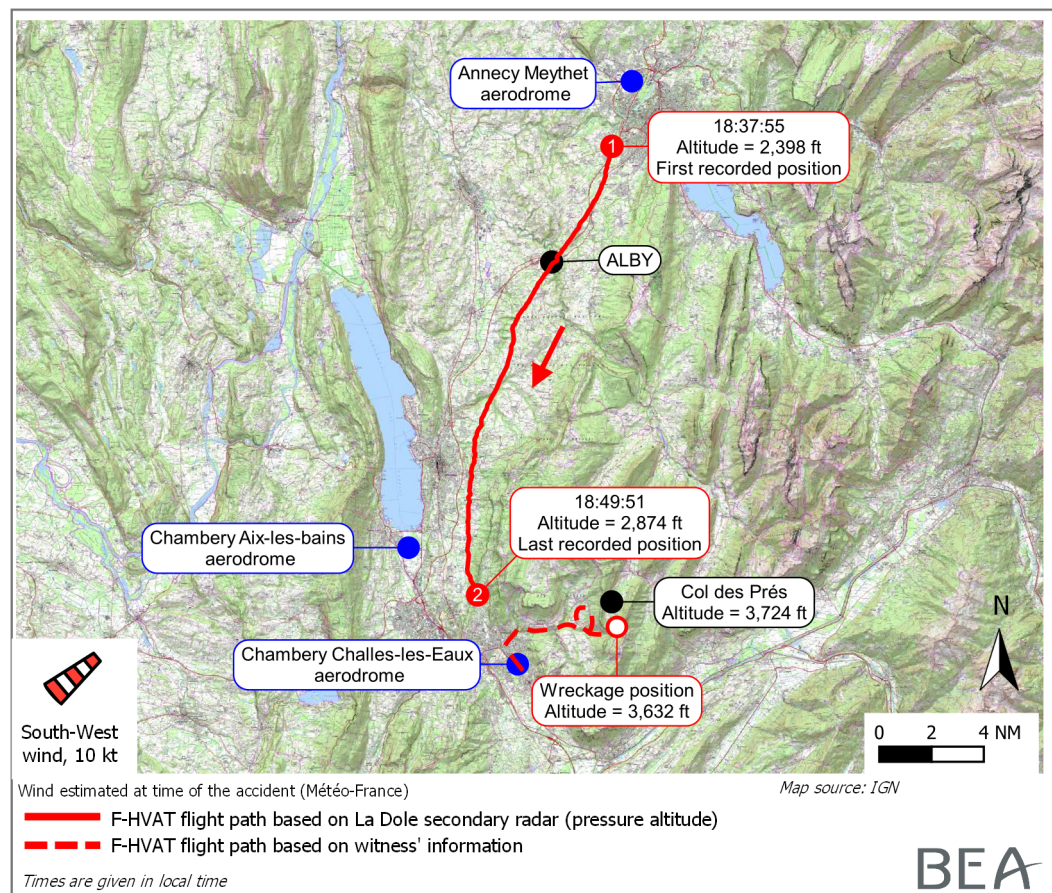 Annecy Meythet
aerodrome
1
18:37:55
Altitude = 2,398 ft
First recorded position
ALBY
18:49:51
Altitude = 2,874 ft
Last recorded position
Chambery Aix-les-bains
aerodrome
2
Col des Prés
Altitude = 3,724 ft
N
Chambery Challes-les-Eaux
aerodrome
Wreckage position
Altitude = 3,632 ft
South-West
wind, 10 kt
0 2 4 NM
Wind estimated at time of the accident (Météo-France)
Map source: IGN
F-HVAT flight path based on La Dole secondary radar (pressure altitude)
F-HVAT flight path based on witness' information
Times are given in local time
BEA